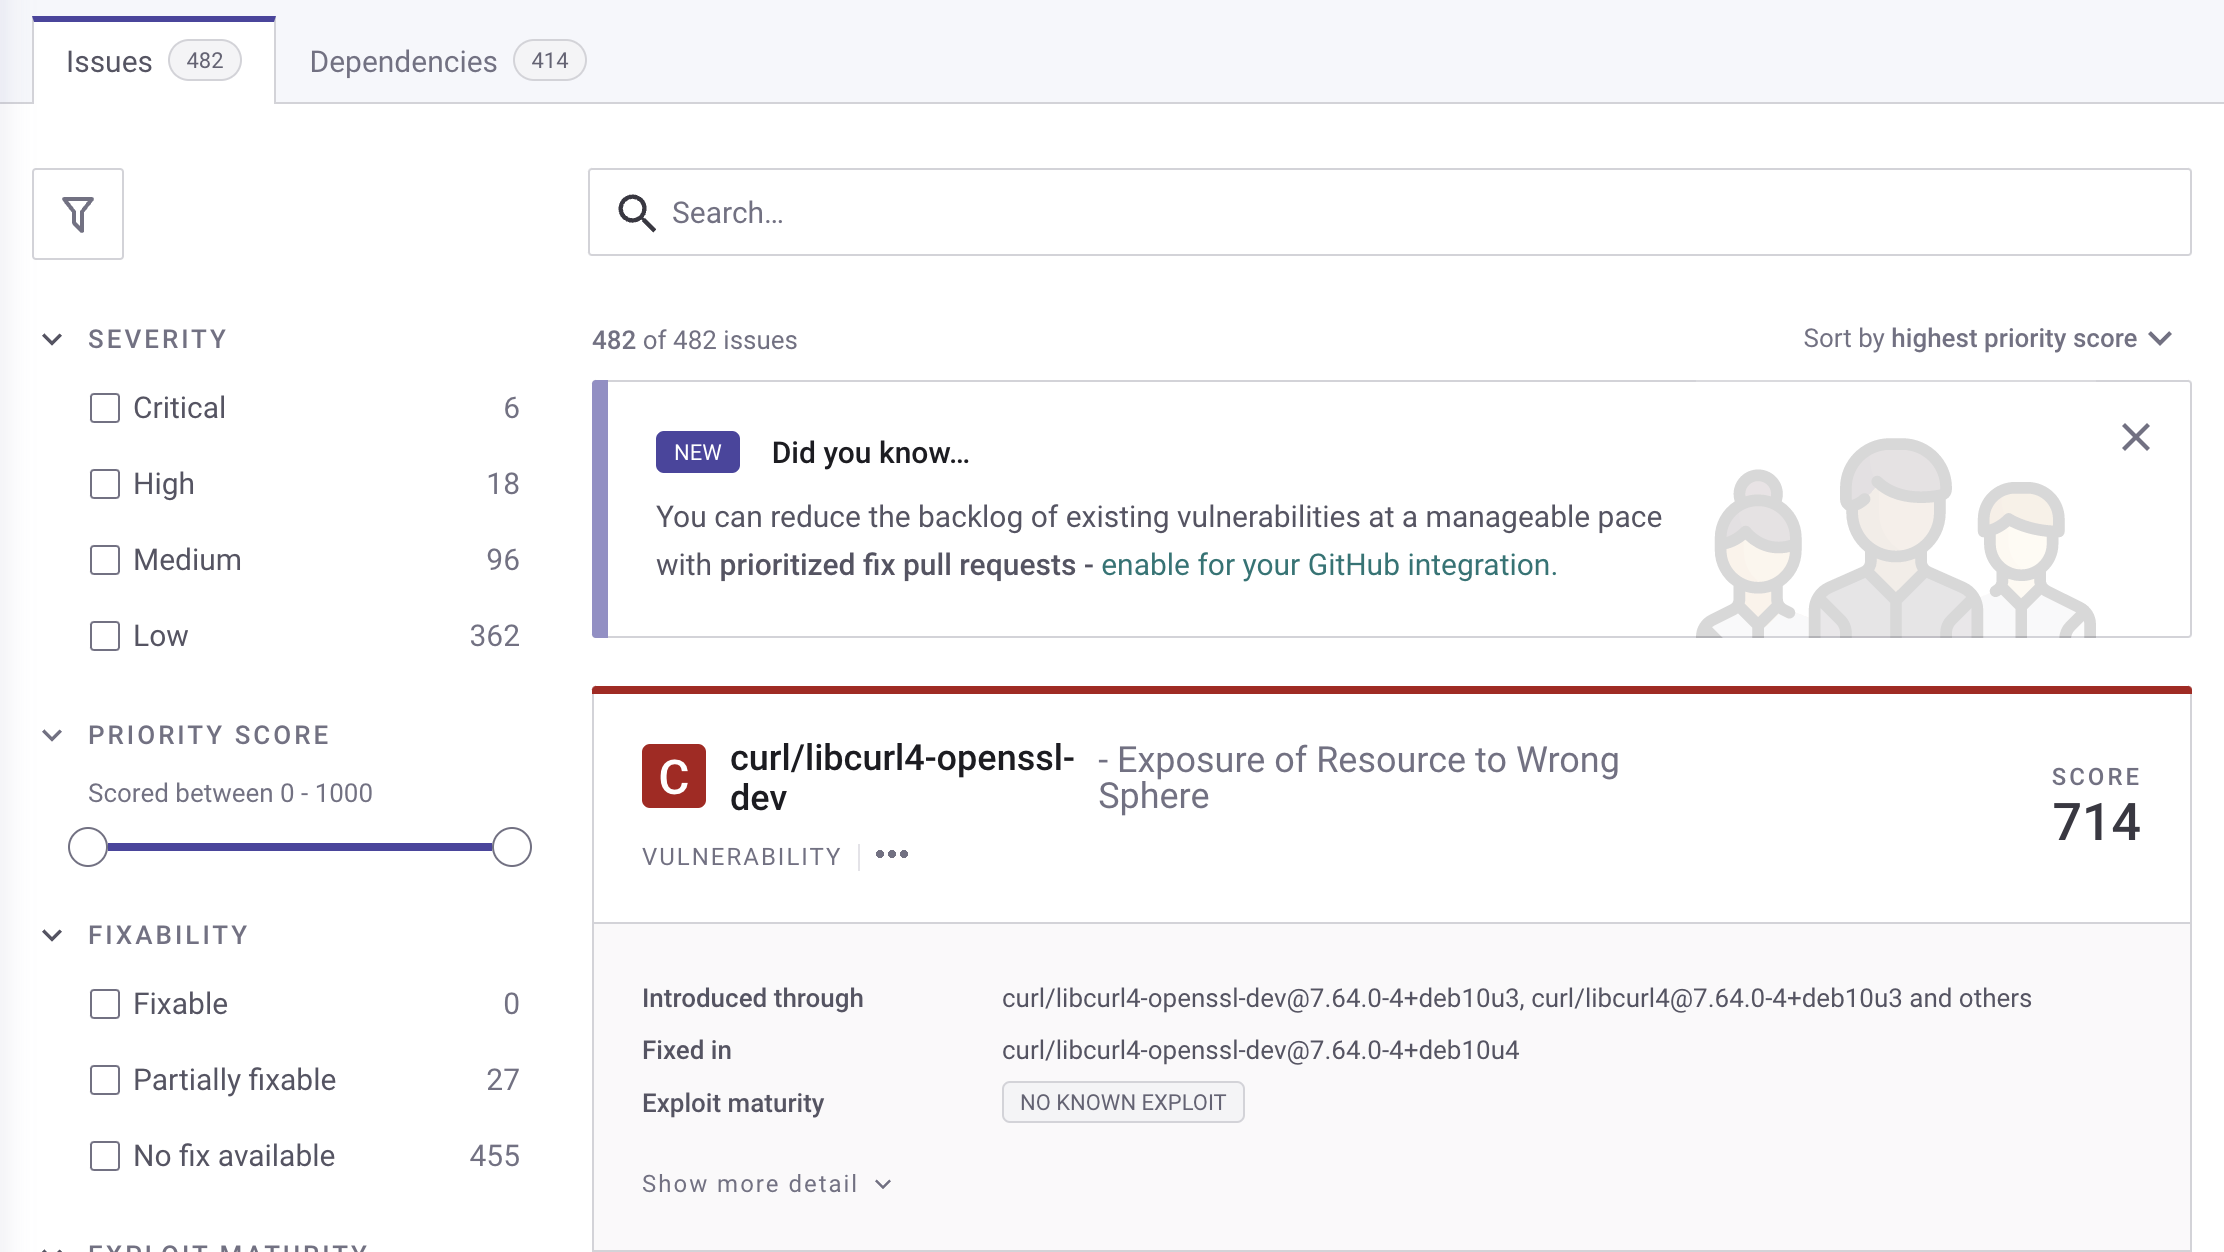 Issues 482 Dependencies 414
Search...
SEVERITY
Critical 6
High 18
Medium 96
Low 362
PRIORITY SCORE
Scored between 0 - 1000
FIXABILITY
Fixable 0
Partially fixable 27
No fix available 455
EXPLOIT MATURITY
482 of 482 issues
Sort by highest priority score
NEW Did you know...
You can reduce the backlog of existing vulnerabilities at a manageable pace
with prioritized fix pull requests - enable for your GitHub integration.
C
curl/libcurl4-openssl-
dev
- Exposure of Resource to Wrong
Sphere
SCORE
714
VULNERABILITY
Introduced through curl/libcurl4-openssl-dev@7.64.0-4+deb10u3, curl/libcurl4@7.64.0-4+deb10u3 and others
Fixed in curl/libcurl4-openssl-dev@7.64.0-4+deb10u4
Exploit maturity NO KNOWN EXPLOIT
Show more detail